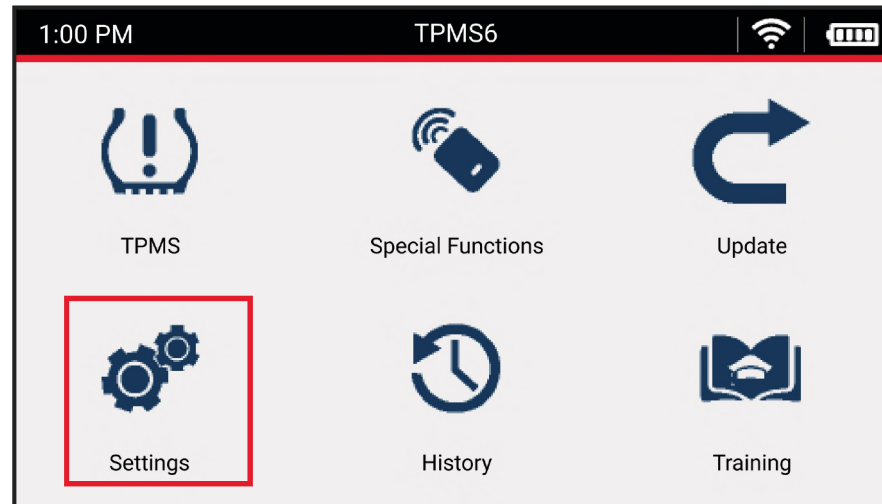 1:00 PM TPMS6
TPMS Special Functions Update
Settings History Training